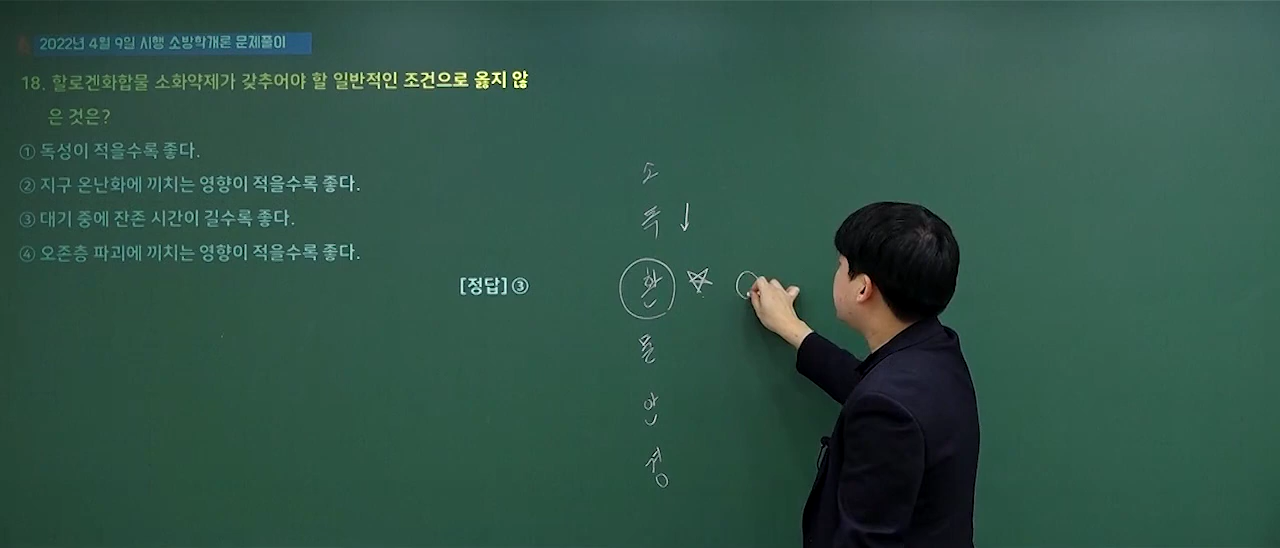 2022년 4월 9일 시행 소방학개론 문제풀이
18. 할로겐화합물 소화약제가 갖추어야 할 일반적인 조건으로 옳지 않
은 것은?
① 독성이 적을수록 좋다.
② 지구 온난화에 끼치는 영향이 적을수록 좋다.
③ 대기 중에 잔존 시간이 길수록 좋다.
④ 오존층 파괴에 끼치는 영향이 적을수록 좋다.
[정답] ③
소
독 ↓
환 ☆
물
안
정